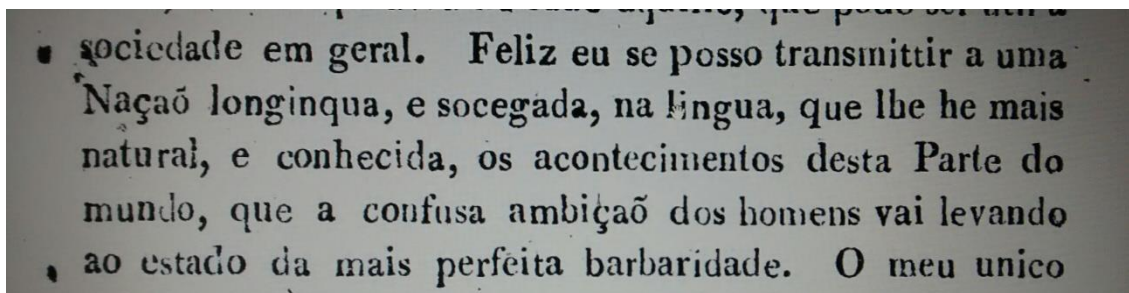 sociedade em geral. Feliz eu se posso transmittir a uma
Naçaõ longinqua, e socegada, na lingua, que lhe he mais
natural, e conhecida, os acontecimentos desta Parte do
mundo, que a confusa ambiçaõ dos homens vai levando
ao estado da mais perfeita barbaridade. O meu unico